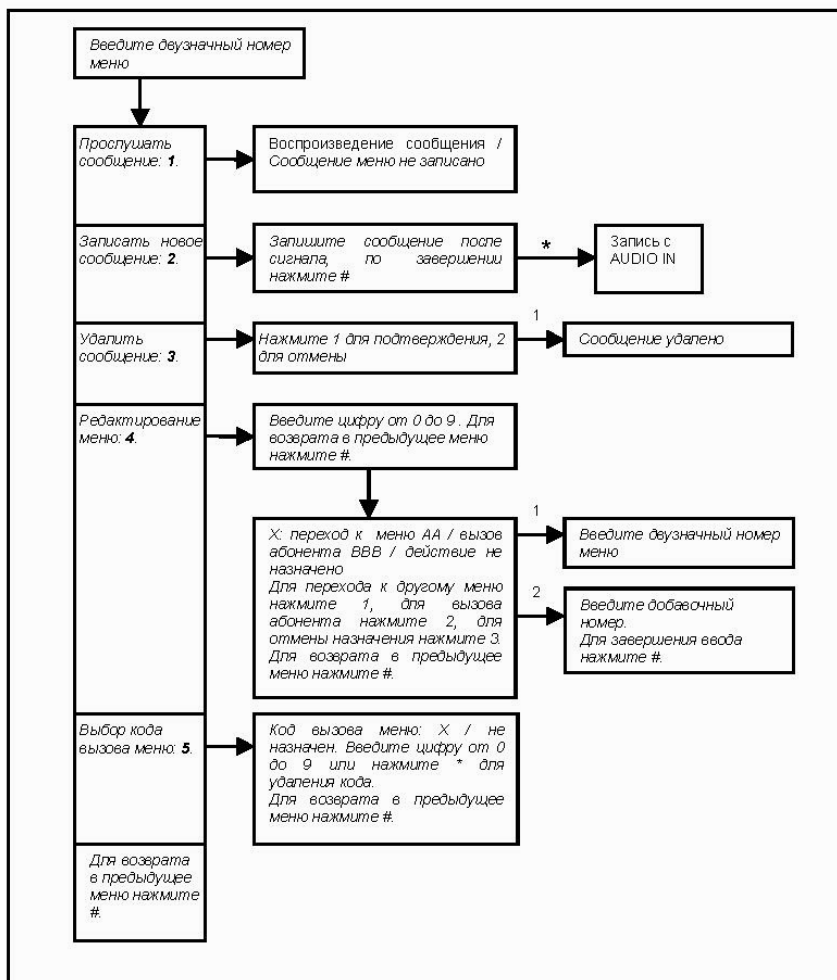 Введите двузначный номер
меню
Прослушать
сообщение: 1.
Воспроизведение сообщения /
Сообщение меню не записано
Записать новое
сообщение: 2.
Запишите сообщение после
сигнала, по завершении
нажмите #
*
Запись с
AUDIO IN
Удалить
сообщение: 3.
Нажмите 1 для подтверждения, 2
для отмены
1
Сообщение удалено
Редактирование
меню: 4.
Введите цифру от 0 до 9 . Для
возврата в предыдущее меню
нажмите #.
X: переход к меню AA / вызов
абонента BBB / действие не
назначено
Для перехода к другому меню
нажмите 1, для вызова
абонента нажмите 2, для
отмены назначения нажмите 3.
Для возврата в предыдущее
меню нажмите #.
1
Введите двузначный номер
меню
2
Введите добавочный
номер.
Для завершения ввода
нажмите #.
Выбор кода
вызова меню: 5.
Код вызова меню: X / не
назначен. Введите цифру от 0
до 9 или нажмите * для
удаления кода.
Для возврата в предыдущее
меню нажмите #.
Для возврата
в предыдущее
меню нажмите
#.